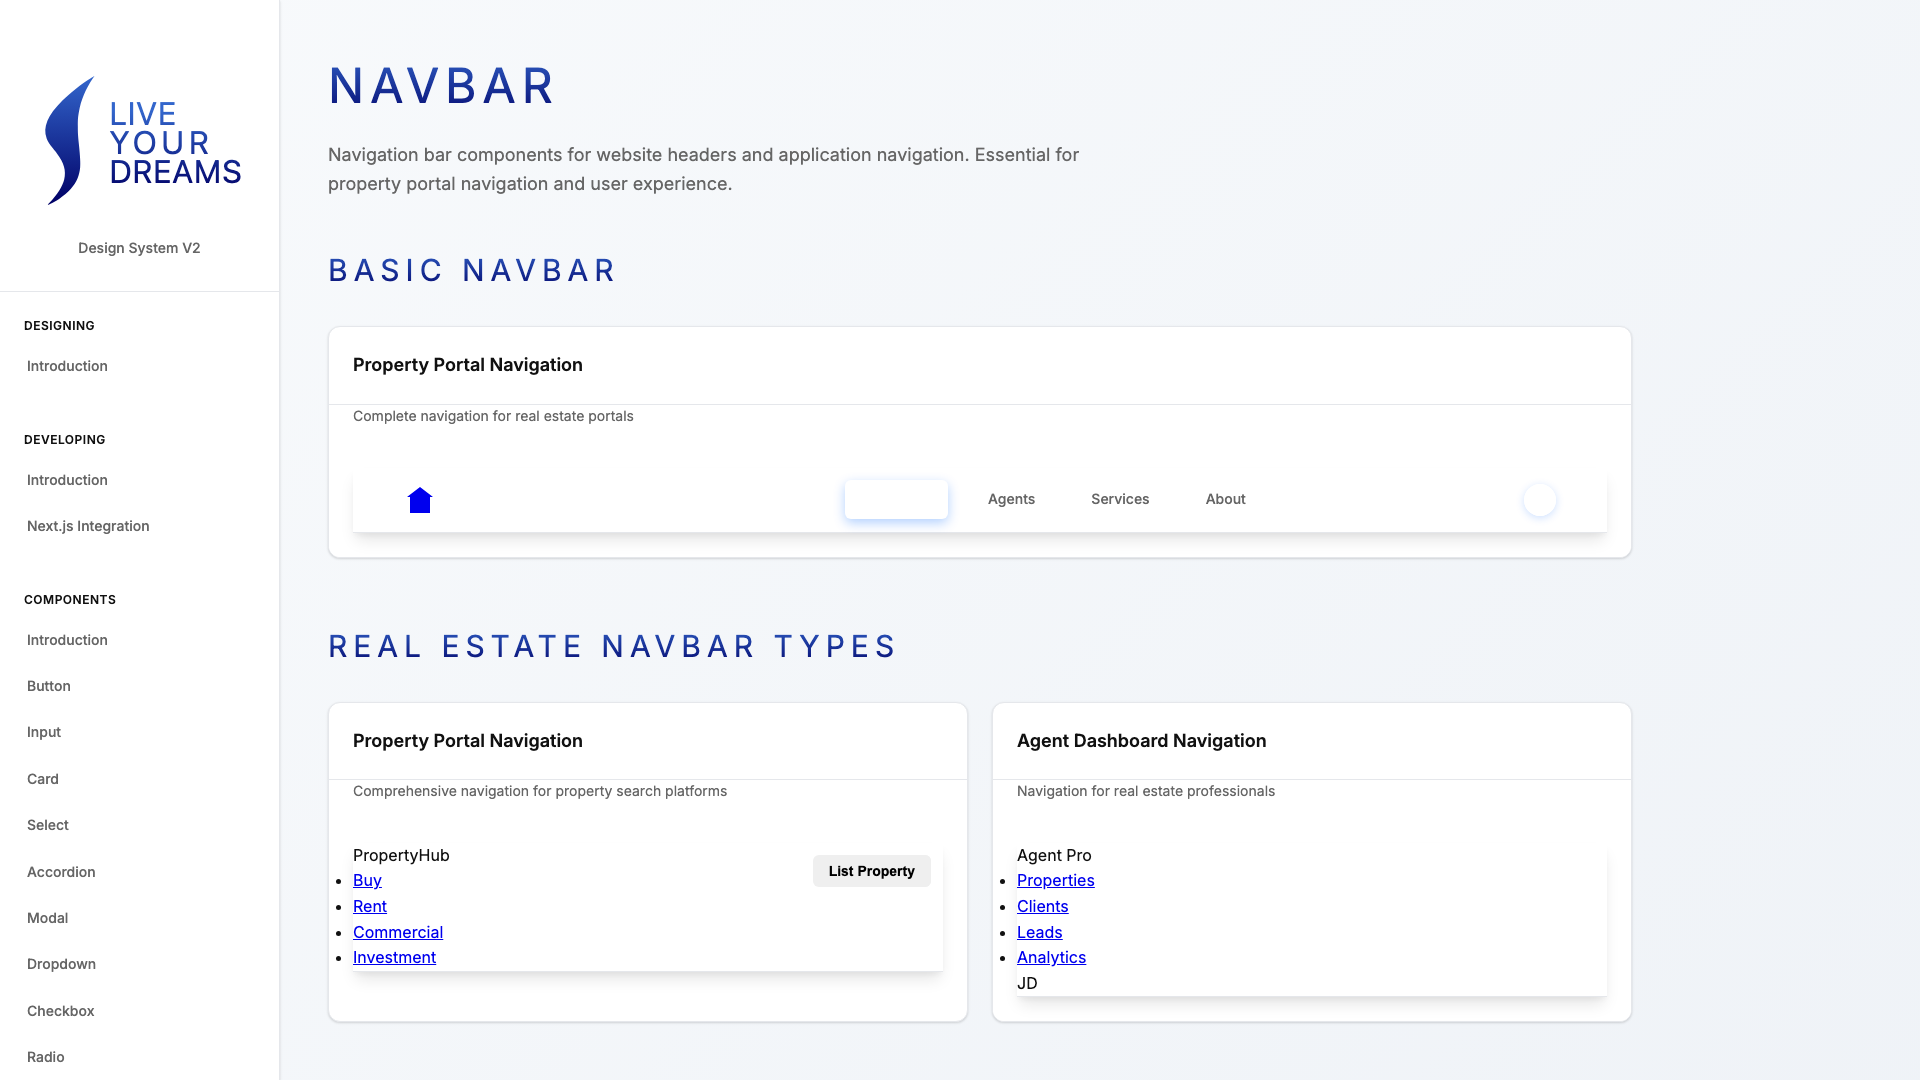 LIVE
YOUR
DREAMS
Design System V2
DESIGNING
Introduction
DEVELOPING
Introduction
Next.js Integration
COMPONENTS
Introduction
Button
Input
Card
Select
Accordion
Modal
Dropdown
Checkbox
Radio
NAVBAR
Navigation bar components for website headers and application navigation. Essential for
property portal navigation and user experience.
BASIC NAVBAR
Property Portal Navigation
Complete navigation for real estate portals
Agents
Services
About
REAL ESTATE NAVBAR TYPES
Property Portal Navigation
Comprehensive navigation for property search platforms
PropertyHub
List Property
Buy
Rent
Commercial
Investment
Agent Dashboard Navigation
Navigation for real estate professionals
Agent Pro
Properties
Clients
Leads
Analytics
JD